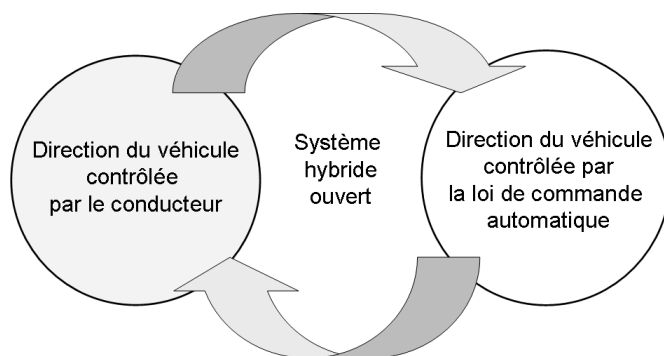 Direction du véhicule
contrôlée
par le conducteur
Système
hybride
ouvert
Direction du véhicule
contrôlée par
la loi de commande
automatique